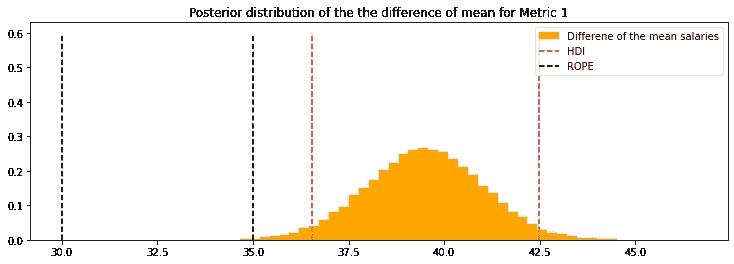 Posterior distribution of the the difference of mean for Metric 1
Differene of the mean salaries
HDI
ROPE
0.6
0.5
0.4
0.3
0.2
0.1
0.0
30.0 32.5 35.0 37.5 40.0 42.5 45.0